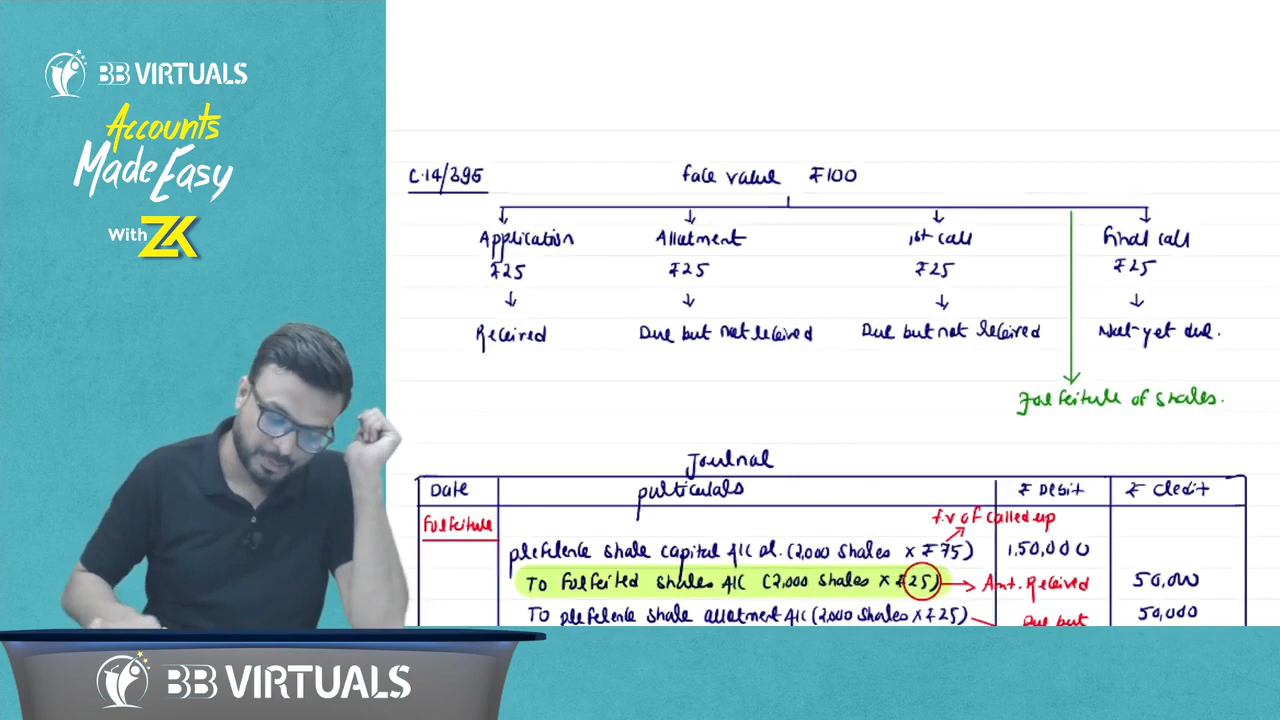 BB VIRTUALS
Accounts
Made Easy
With ZK
C.14/395
face value ₹100
Application Allotment 1st call Final call
₹25 ₹25 ₹25 ₹25
Received Due but not received Due but not received Not yet due.
Forfeiture of shares.
Journal
Date particulars ₹ Debit ₹ Credit
Forfeiture
f.v of called up
preference share capital A/c Dr. (2,000 shares × ₹75) 1,50,000
To forfeited shares A/c (2,000 shares × ₹25) → Amt. Received 50,000
To preference share allotment A/c (2,000 shares × ₹25) 50,000
Due but
BB VIRTUALS